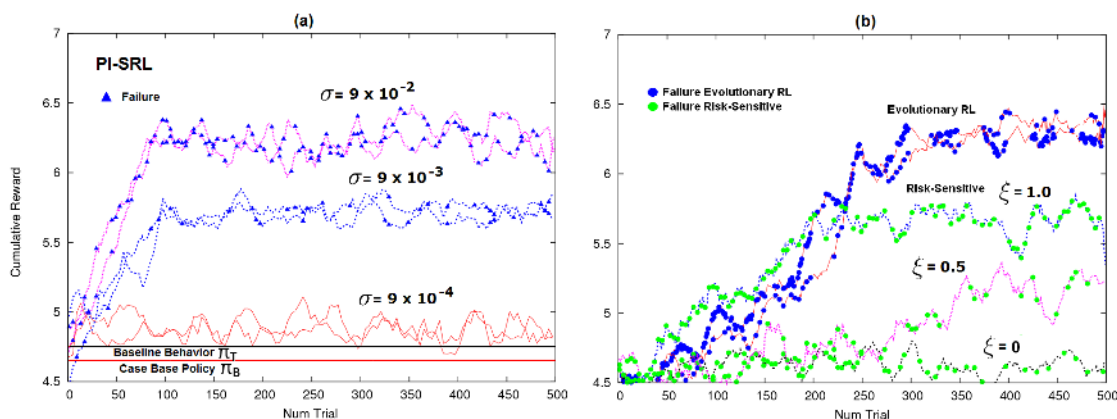 (a)
7
6.5
6
5.5
5
4.5
Cumulative Reward
PI-SRL
Failure
σ = 9 x 10⁻²
σ = 9 x 10⁻³
σ = 9 x 10⁻⁴
Baseline Behavior π_T
Case Base Policy π_B
0 50 100 150 200 250 300 350 400 450 500
Num Trial
(b)
7
6.5
6
5.5
5
4.5
Failure Evolutionary RL
Failure Risk-Sensitive
Evolutionary RL
Risk-Sensitive
ξ = 1.0
ξ = 0.5
ξ = 0
0 50 100 150 200 250 300 350 400 450 500
Num Trial